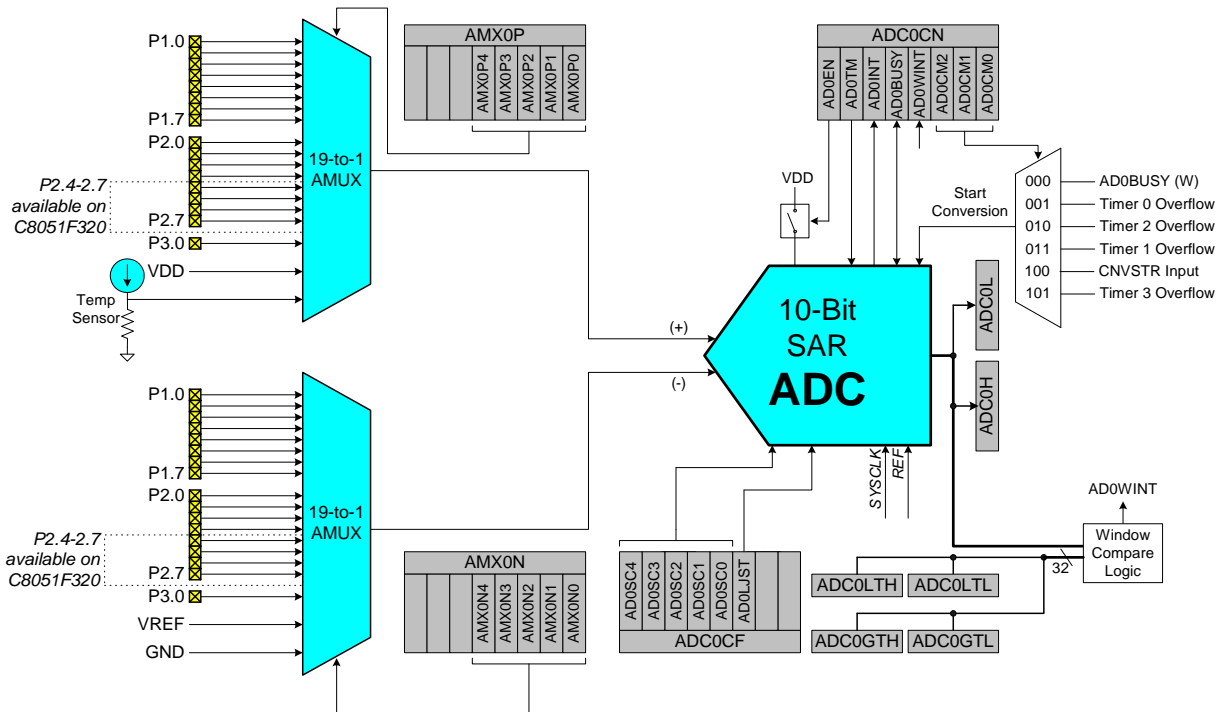 P1.0
P1.7
P2.0
P2.4-2.7
available on
C8051F320
P2.7
P3.0
VDD
Temp
Sensor
19-to-1
AMUX
AMX0P
AMX0P4
AMX0P3
AMX0P2
AMX0P1
AMX0P0
ADC0CN
AD0EN
AD0TM
AD0INT
AD0BUSY
AD0WINT
AD0CM2
AD0CM1
AD0CM0
VDD
Start
Conversion
000
AD0BUSY (W)
001
Timer 0 Overflow
010
Timer 2 Overflow
011
Timer 1 Overflow
100
CNVSTR Input
101
Timer 3 Overflow
(+)
(-)
10-Bit
SAR
ADC
ADC0L
ADC0H
SYSCLK
REF
P1.0
P1.7
P2.0
P2.4-2.7
available on
C8051F320
P2.7
P3.0
VREF
GND
19-to-1
AMUX
AMX0N
AMX0N4
AMX0N3
AMX0N2
AMX0N1
AMX0N0
AD0SC4
AD0SC3
AD0SC2
AD0SC1
AD0SC0
AD0LJST
ADC0CF
AD0WINT
Window
Compare
Logic
32
ADC0LTH
ADC0LTL
ADC0GTH
ADC0GTL